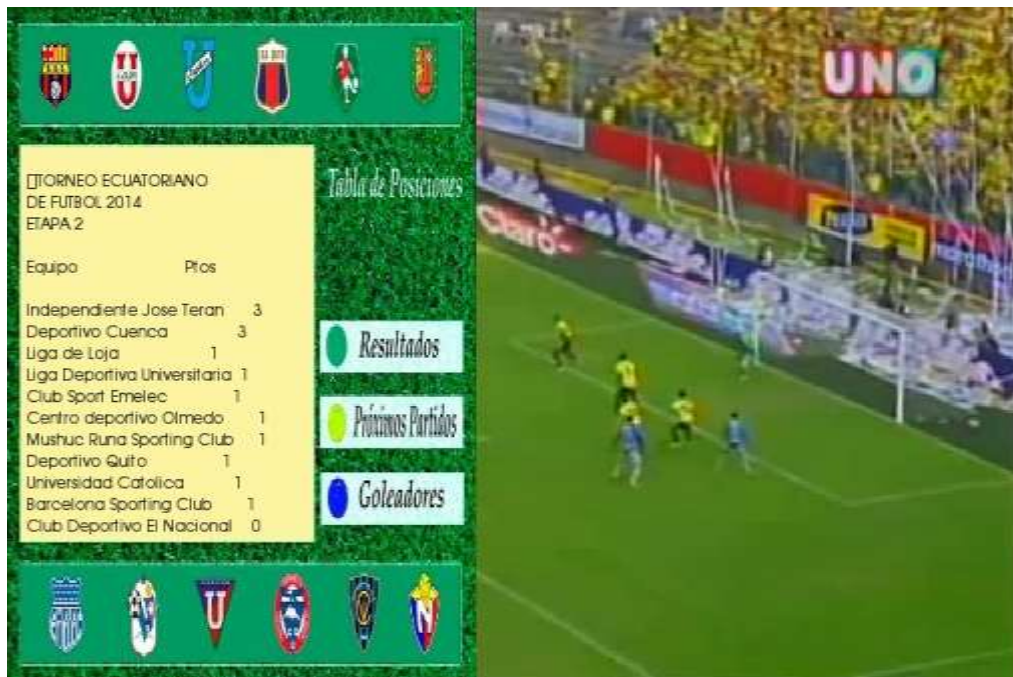 TORNEO ECUATORIANO
DE FUTBOL 2014
ETAPA 2
Equipo Ptos
Independiente Jose Teran 3
Deportivo Cuenca 3
Liga de Loja 1
Liga Deportiva Universitaria 1
Club Sport Emelec 1
Centro deportivo Olmedo 1
Mushuc Runa Sporting Club 1
Deportivo Quito 1
Universidad Catolica 1
Barcelona Sporting Club 1
Club Deportivo El Nacional 0
Tabla de Posiciones
Resultados
Próximos Partidos
Goleadores
UNO
Claro